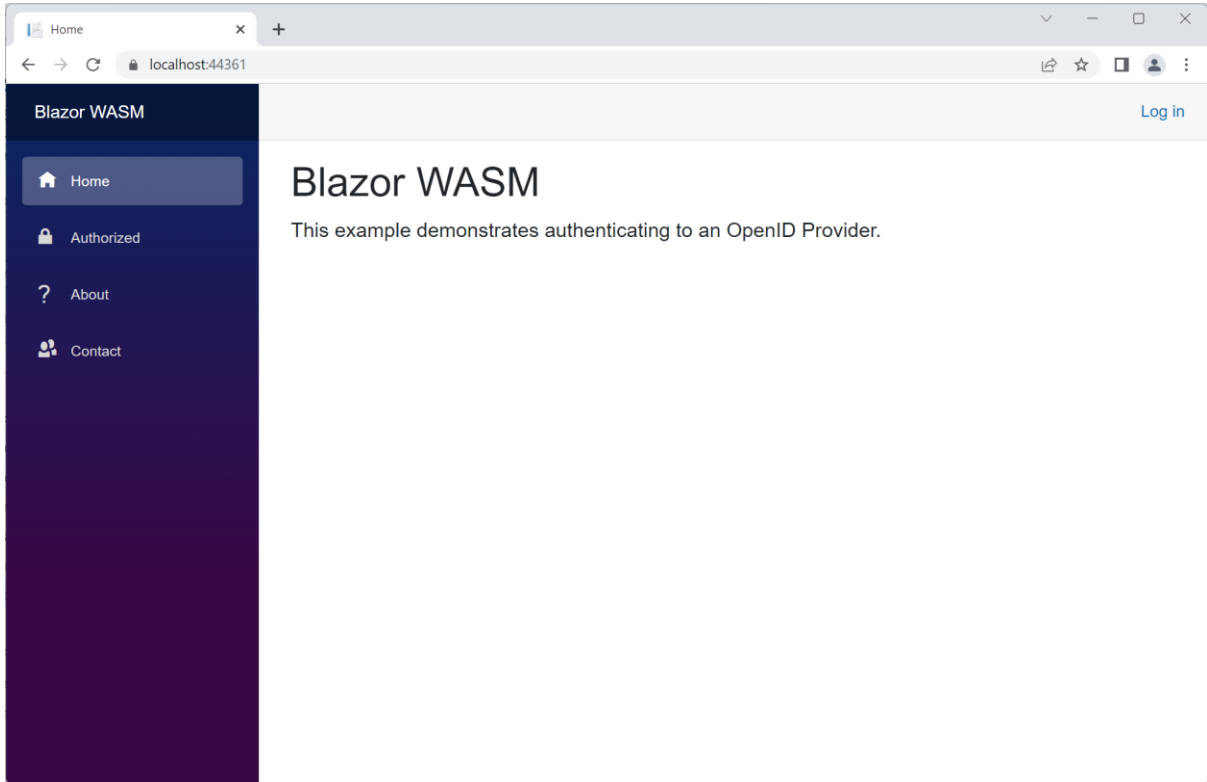 Home
localhost:44361
Blazor WASM
Log in
Home
Authorized
About
Contact
Blazor WASM
This example demonstrates authenticating to an OpenID Provider.